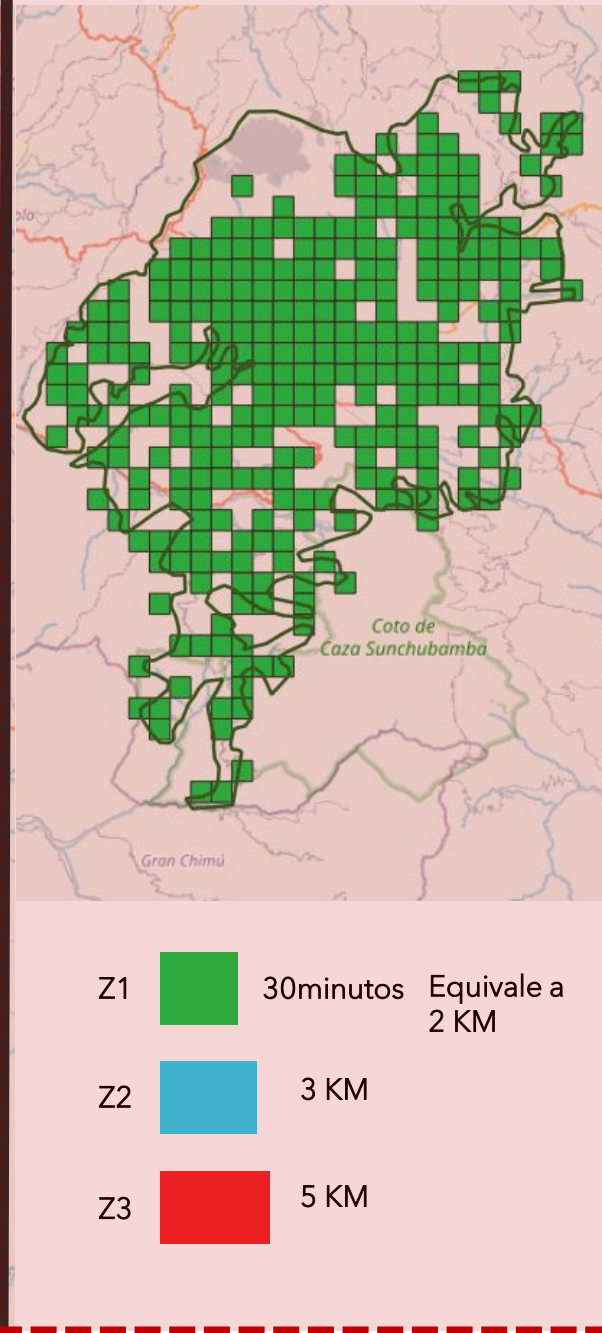 olo
Coto de
Caza Sunchubamba
Gran Chimú
Z1 30minutos Equivale a
2 KM
Z2 3 KM
Z3 5 KM